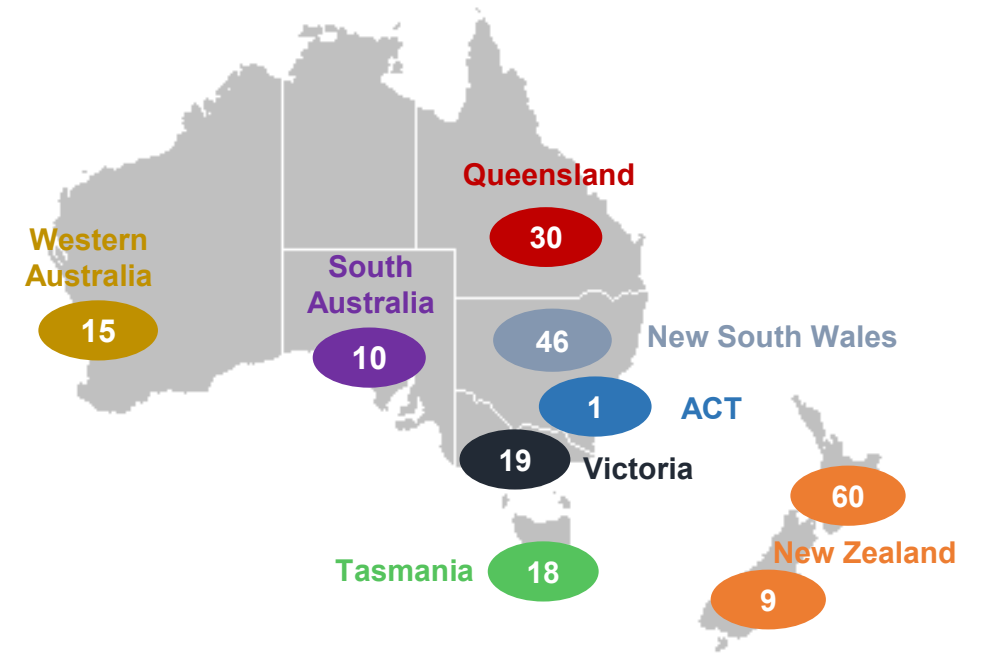 Queensland
30
Western
Australia
15
South
Australia
10
New South Wales
46
ACT
1
Victoria
19
Tasmania
18
60
New Zealand
9